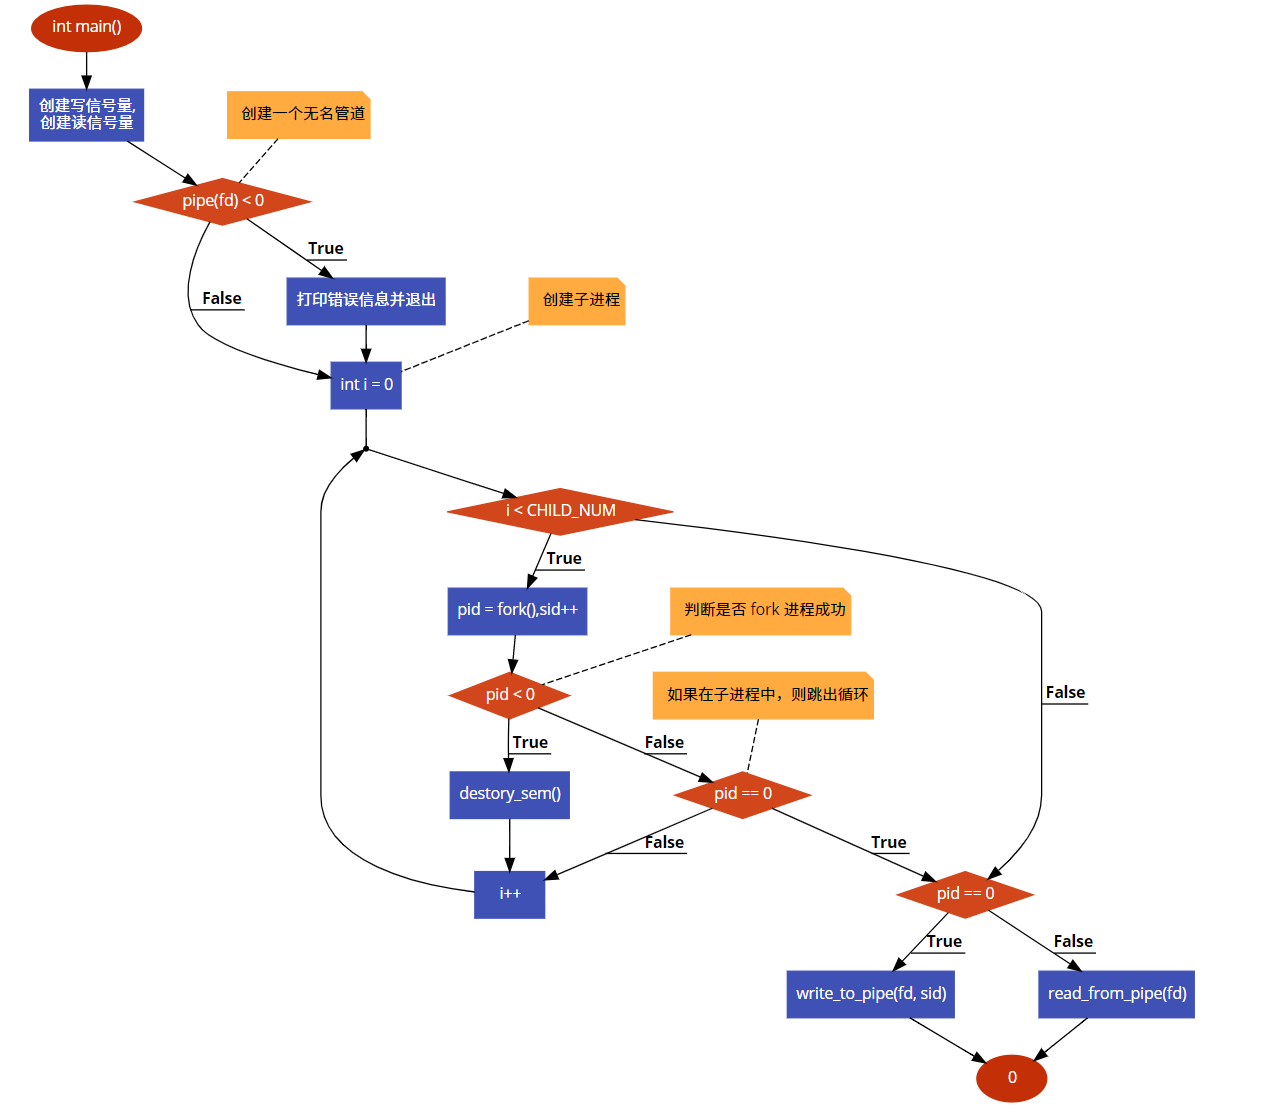 int main()
创建写信号量,
创建读信号量
创建一个无名管道
pipe(fd) < 0
True
False
打印错误信息并退出
创建子进程
int i = 0
i < CHILD_NUM
True
pid = fork(),sid++
判断是否 fork 进程成功
pid < 0
如果在子进程中，则跳出循环
False
True
False
destory_sem()
pid == 0
False
True
i++
pid == 0
True
False
write_to_pipe(fd, sid)
read_from_pipe(fd)
0